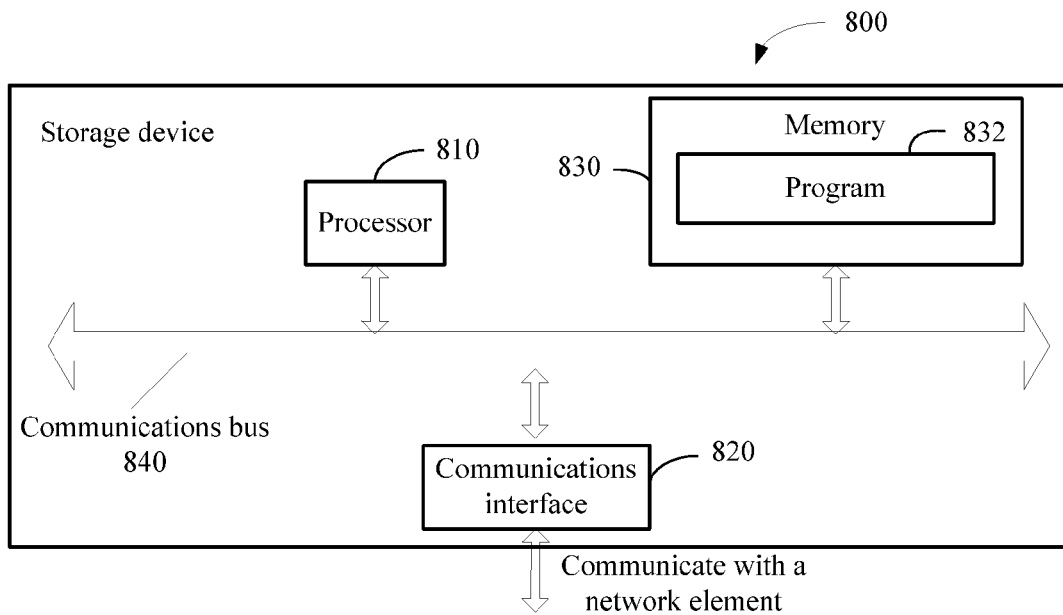 800
Storage device
810
Processor
Memory
832
830
Program
Communications bus
840
Communications
interface
820
Communicate with a
network element